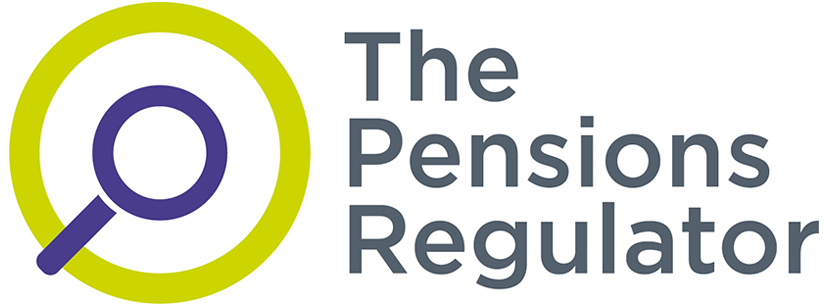 The
Pensions
Regulator